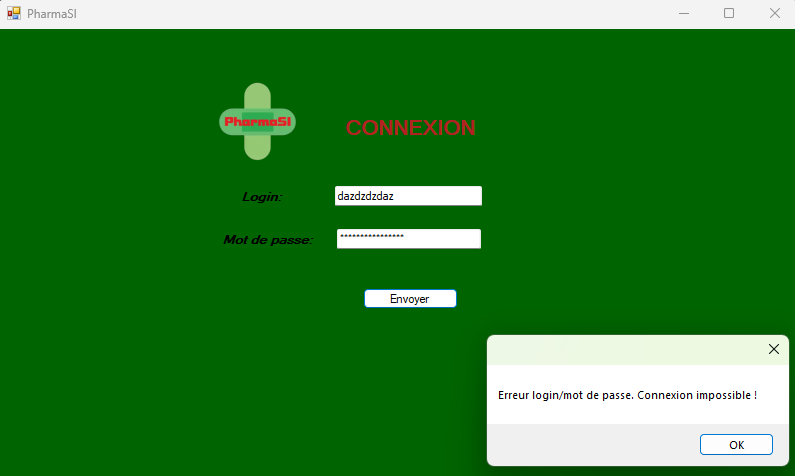 PharmaSI
PharmaSI
CONNEXION
Login:
dazdzdzdaz
Mot de passe:
****************
Envoyer
Erreur login/mot de passe. Connexion impossible !
OK